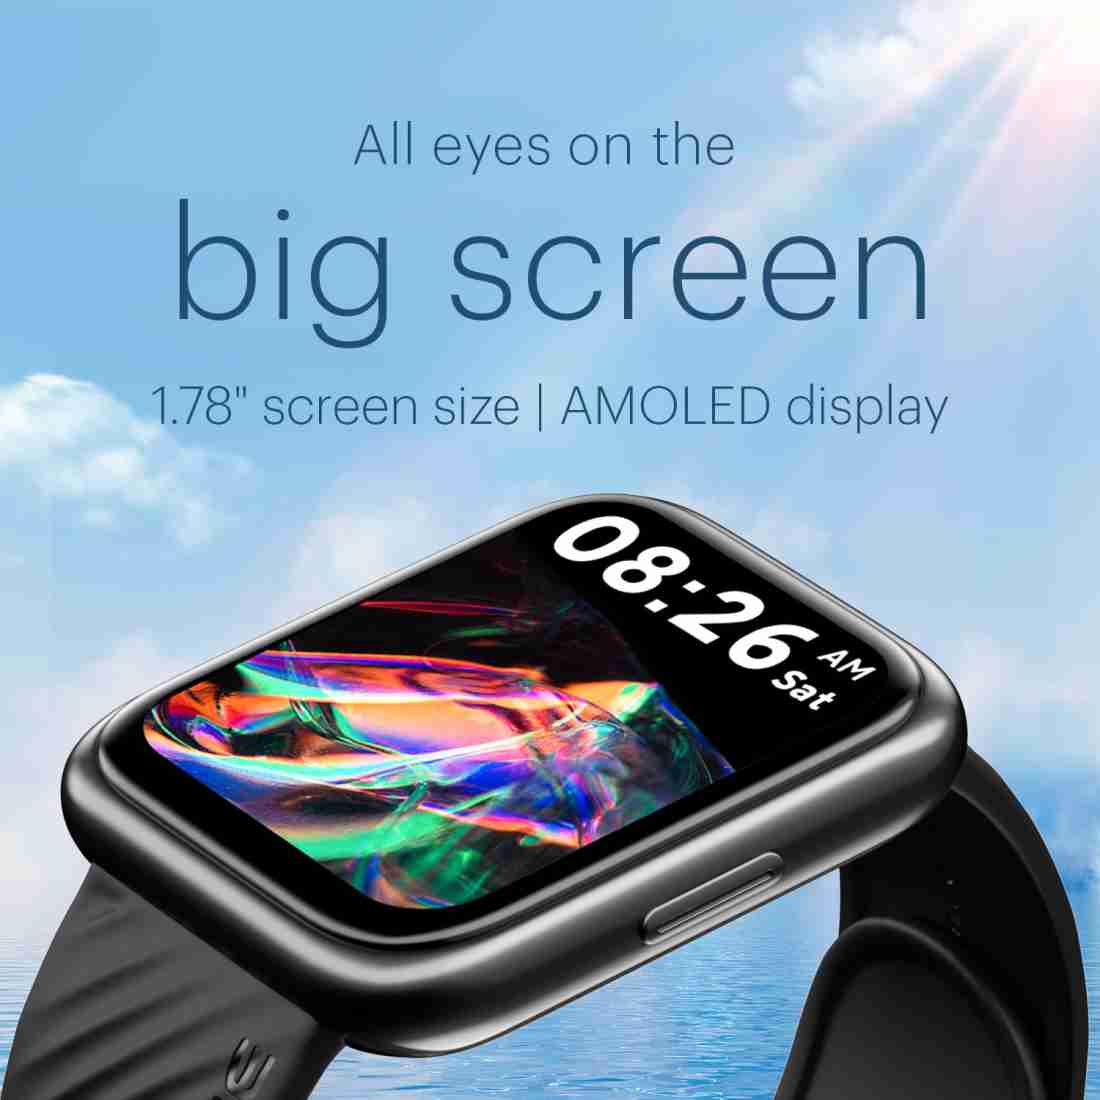 All eyes on the
big screen
1.78" screen size | AMOLED display
08:26
AM
Sat